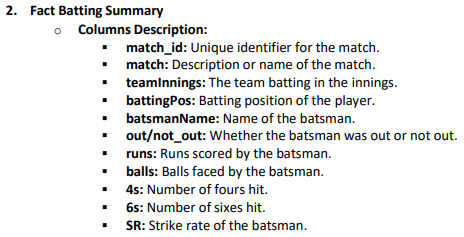 2. Fact Batting Summary
o Columns Description:
▪ match_id: Unique identifier for the match.
▪ match: Description or name of the match.
▪ teamInnings: The team batting in the innings.
▪ battingPos: Batting position of the player.
▪ batsmanName: Name of the batsman.
▪ out/not_out: Whether the batsman was out or not out.
▪ runs: Runs scored by the batsman.
▪ balls: Balls faced by the batsman.
▪ 4s: Number of fours hit.
▪ 6s: Number of sixes hit.
▪ SR: Strike rate of the batsman.